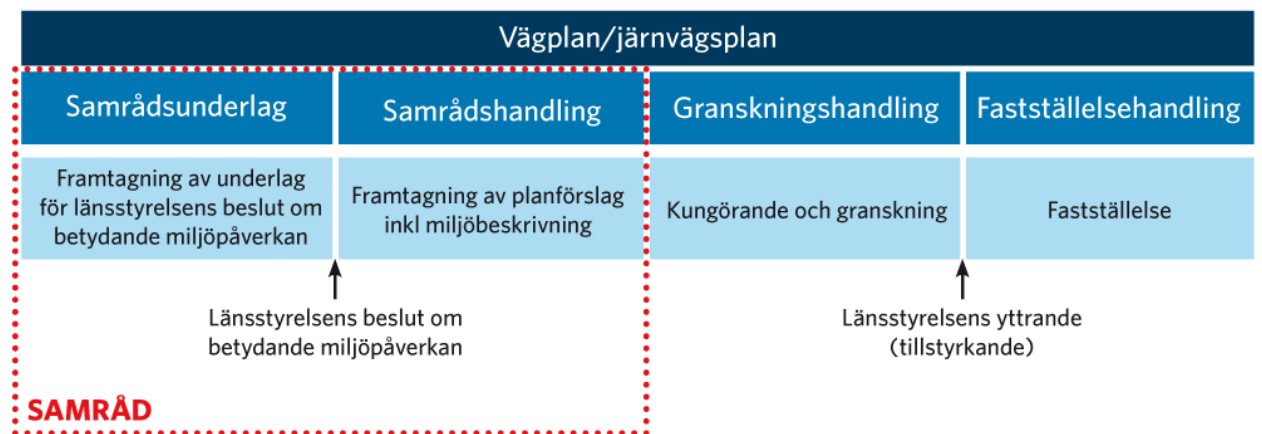 Vägplan/järnvägsplan
Samrådsunderlag
Samrådshandling
Granskningshandling
Fastställelsehandling
Framtagning av underlag
för länsstyrelsens beslut om
betydande miljöpåverkan
Framtagning av planförslag
inkl miljöbeskrivning
Kungörande och granskning
Fastställelse
Länsstyrelsens beslut om
betydande miljöpåverkan
Länsstyrelsens yttrande
(tillstyrkande)
SAMRÅD